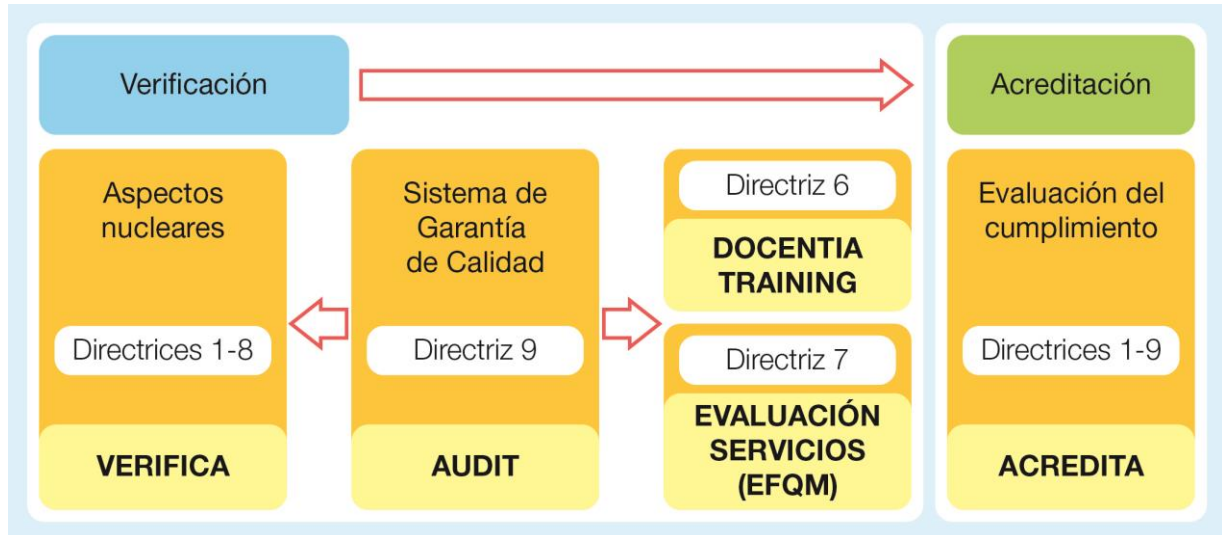 Verificación
Acreditación
Aspectos
nucleares
Directrices 1-8
VERIFICA
Sistema de
Garantía
de Calidad
Directriz 9
AUDIT
Directriz 6
DOCENTIA
TRAINING
Directriz 7
EVALUACIÓN
SERVICIOS
(EFQM)
Evaluación del
cumplimiento
Directrices 1-9
ACREDITA